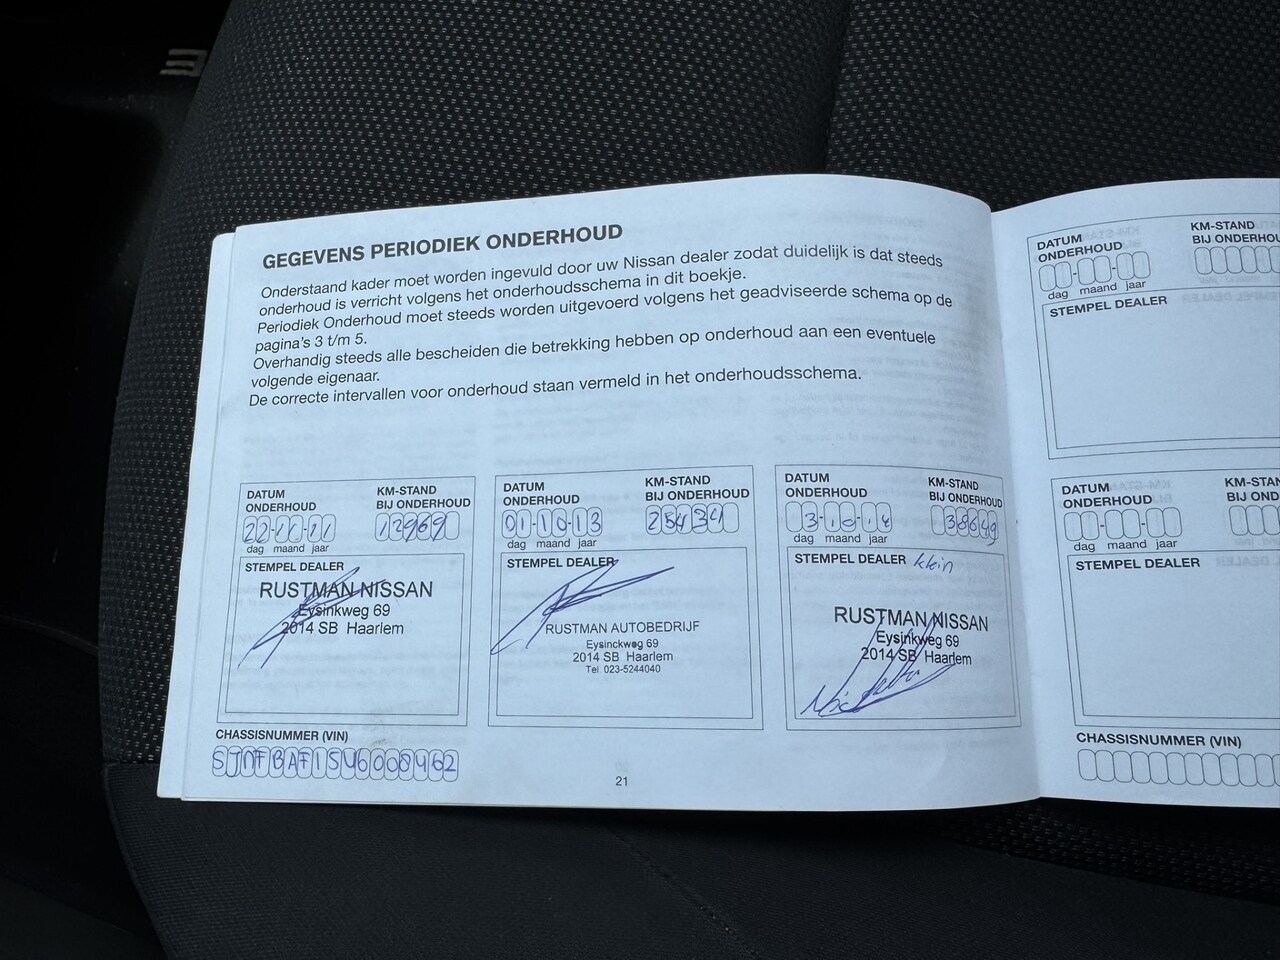 GEGEVENS PERIODIEK ONDERHOUD
Onderstaand kader moet worden ingevuld door uw Nissan dealer zodat duidelijk is dat steeds
onderhoud is verricht volgens het onderhoudsschema in dit boekje.
Periodiek Onderhoud moet steeds worden uitgevoerd volgens het geadviseerde schema op de
pagina's 3 t/m 5.
Overhandig steeds alle bescheiden die betrekking hebben op onderhoud aan een eventuele
volgende eigenaar.
De correcte intervallen voor onderhoud staan vermeld in het onderhoudsschema.
DATUM
ONDERHOUD
KM-STAND
BIJ ONDERHOUD
12969
dag maand jaar
STEMPEL DEALER
RUSTMAN NISSAN
Eysinkweg 69
2014 SB Haarlem
CHASSISNUMMER (VIN)
DATUM
ONDERHOUD
KM-STAND
BIJ ONDERHOUD
01-10-13
25434
dag maand jaar
STEMPEL DEALER
RUSTMAN AUTOBEDRIJF
Eysinckweg 69
2014 SB Haarlem
Tel. 023-5244040
DATUM
ONDERHOUD
KM-STAND
BIJ ONDERHOUD
3-10-14
38649
dag maand jaar
STEMPEL DEALER klein
RUSTMAN NISSAN
Eysinkweg 69
2014 SB Haarlem
21
DATUM
ONDERHOUD
KM-STAND
BIJ ONDERHOU
dag maand jaar
STEMPEL DEALER
DATUM
ONDERHOUD
KM-STAN
BIJ OND
dag maand jaar
STEMPEL DEALER
CHASSISNUMMER (VIN)